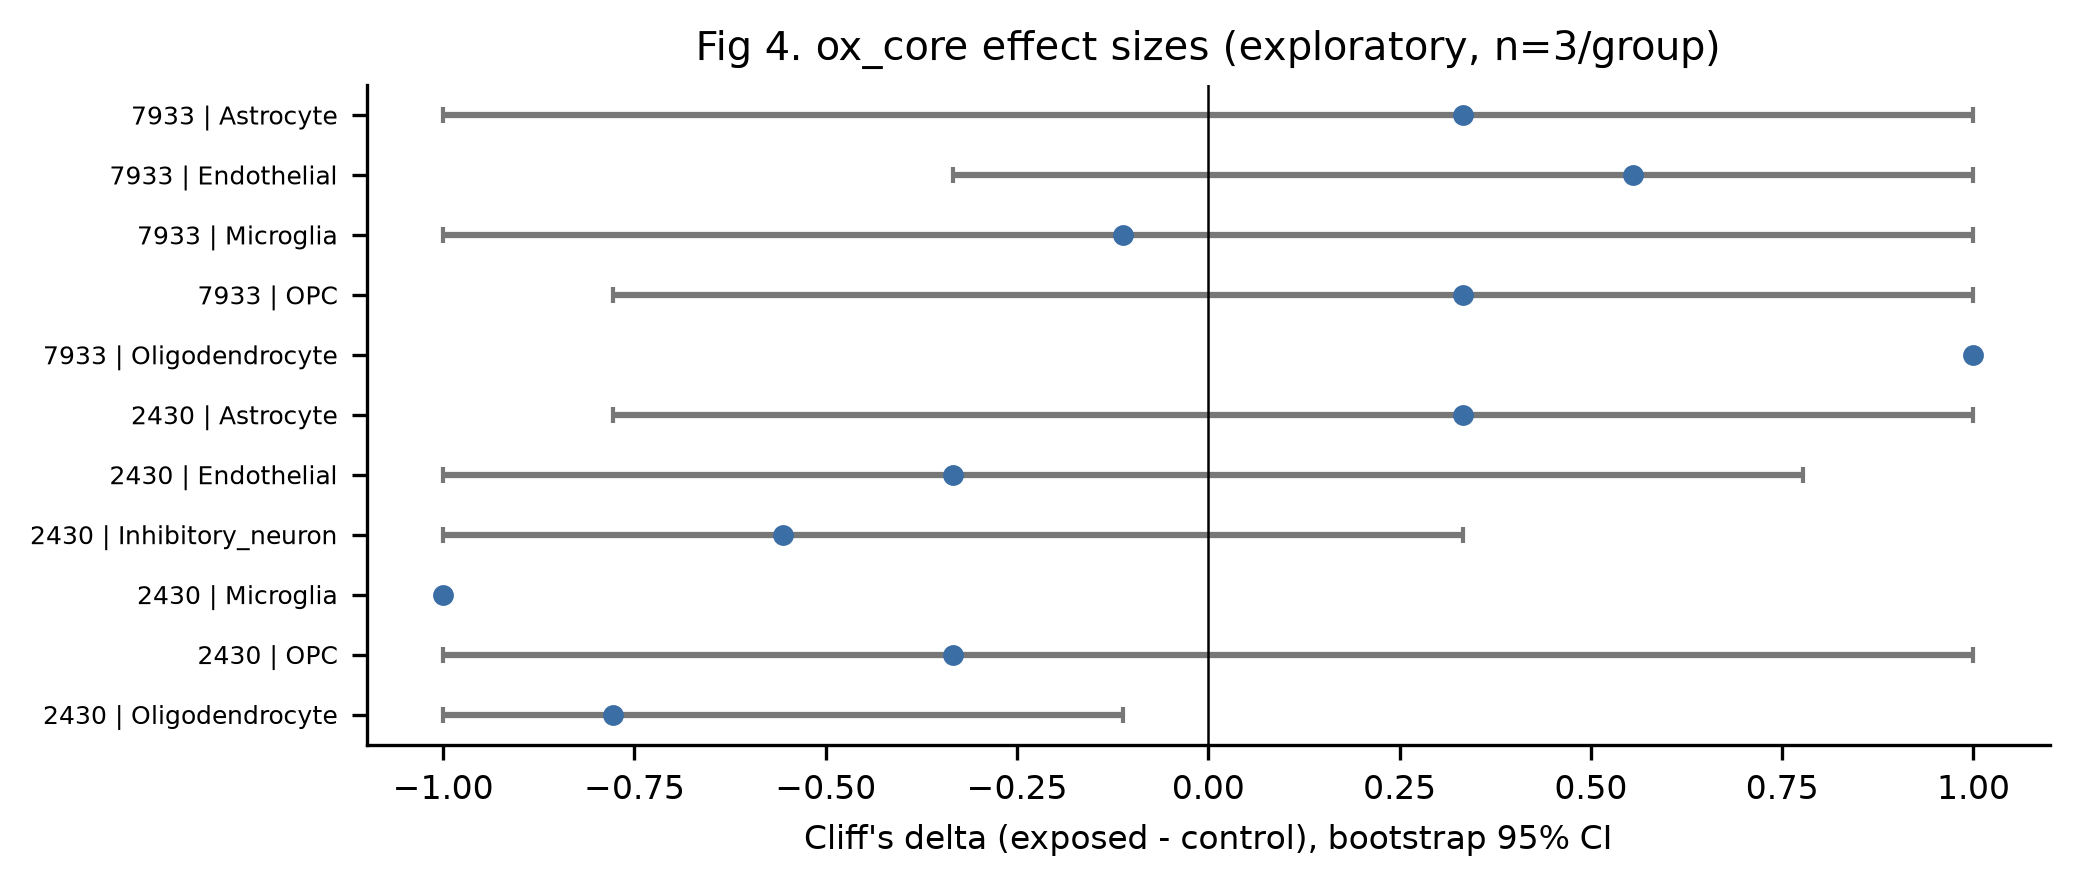 Fig 4. ox_core effect sizes (exploratory, n=3/group)
7933 | Astrocyte
7933 | Endothelial
7933 | Microglia
7933 | OPC
7933 | Oligodendrocyte
2430 | Astrocyte
2430 | Endothelial
2430 | Inhibitory_neuron
2430 | Microglia
2430 | OPC
2430 | Oligodendrocyte
−1.00 −0.75 −0.50 −0.25 0.00 0.25 0.50 0.75 1.00
Cliff's delta (exposed - control), bootstrap 95% CI